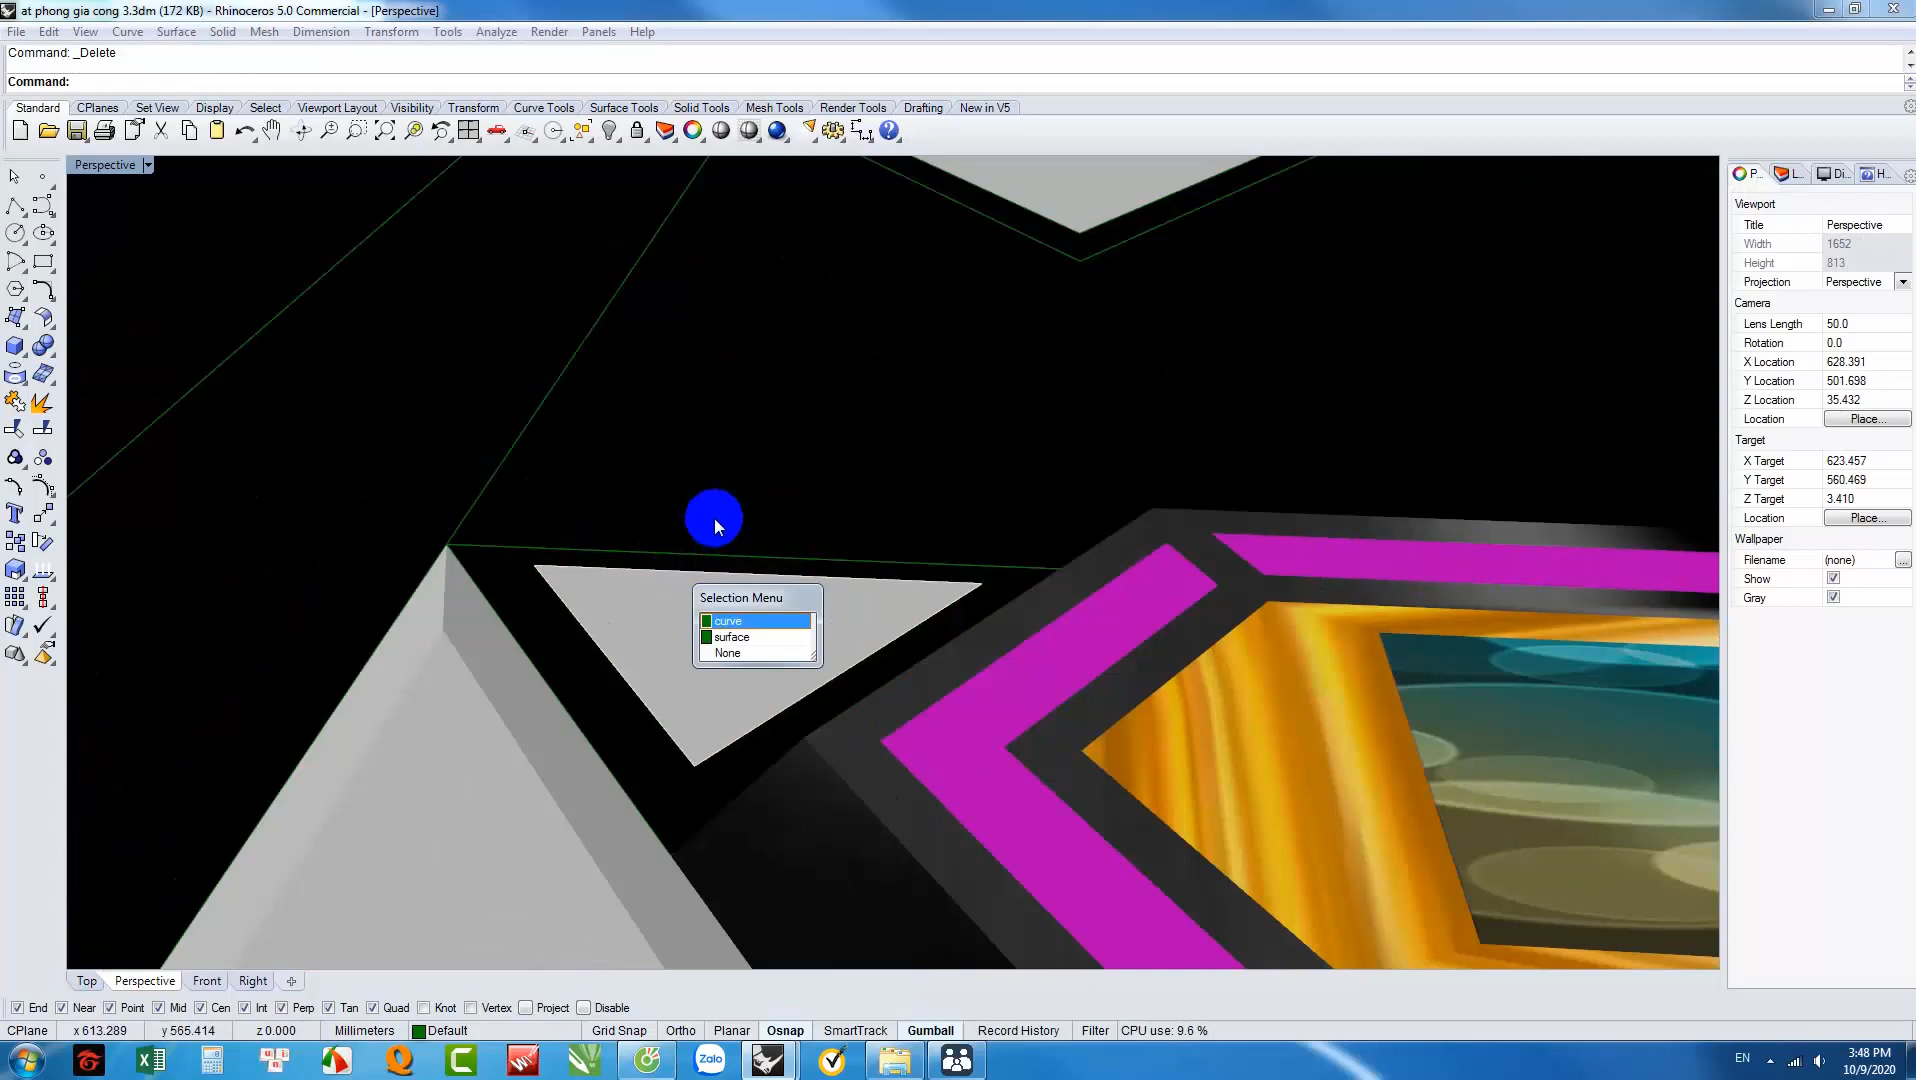 at phong gia cong 3.3dm (172 KB) - Rhinoceros 5.0 Commercial - [Perspective]
File Edit View Curve Surface Solid Mesh Dimension Transform Tools Analyze Render Panels Help
Command: _Delete
Command:
Standard CPlanes Set View Display Select Viewport Layout Visibility Transform Curve Tools Surface Tools Solid Tools Mesh Tools Render Tools Drafting New in V5
Perspective
P... L... Di... H...
Viewport
Title Perspective
Width 1652
Height 813
Projection Perspective
Camera
Lens Length 50.0
Rotation 0.0
X Location 628.391
Y Location 501.698
Z Location 35.432
Location Place...
Target
X Target 623.457
Y Target 560.469
Z Target 3.410
Location Place...
Wallpaper
Filename (none) ...
Show
Gray
Selection Menu
curve
surface
None
Top Perspective Front Right
End Near Point Mid Cen Int Perp Tan Quad Knot Vertex Project Disable
CPlane x 613.289 y 565.414 z 0.000 Millimeters Default Grid Snap Ortho Planar Osnap SmartTrack Gumball Record History Filter CPU use: 9.6 %
Zalo
EN
3:48 PM
10/9/2020